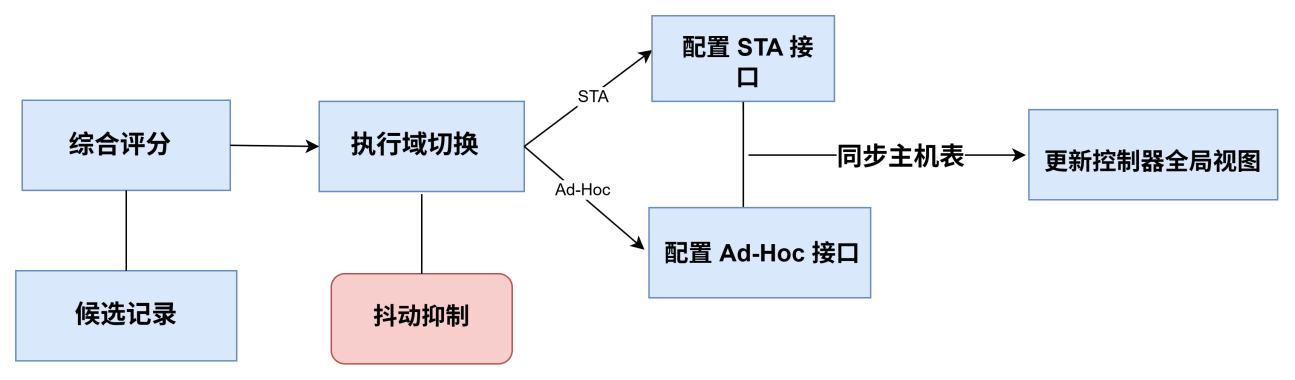 综合评分
候选记录
执行域切换
抖动抑制
STA
Ad-Hoc
配置 STA 接
口
配置 Ad-Hoc 接口
同步主机表
更新控制器全局视图